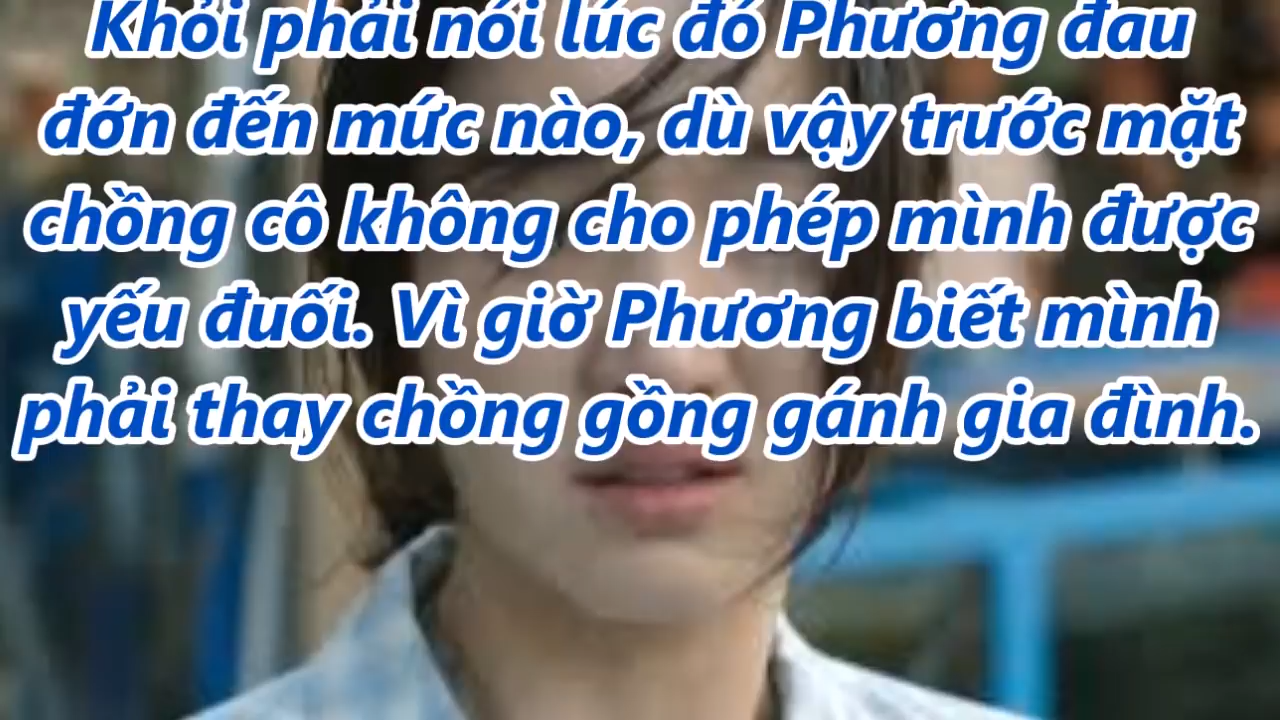 Khỏi phải nói lúc đó Phương đau
đớn đến mức nào, dù vậy trước mặt
chồng cô không cho phép mình được
yếu đuối. Vì giờ Phương biết mình
phải thay chồng gồng gánh gia đình.